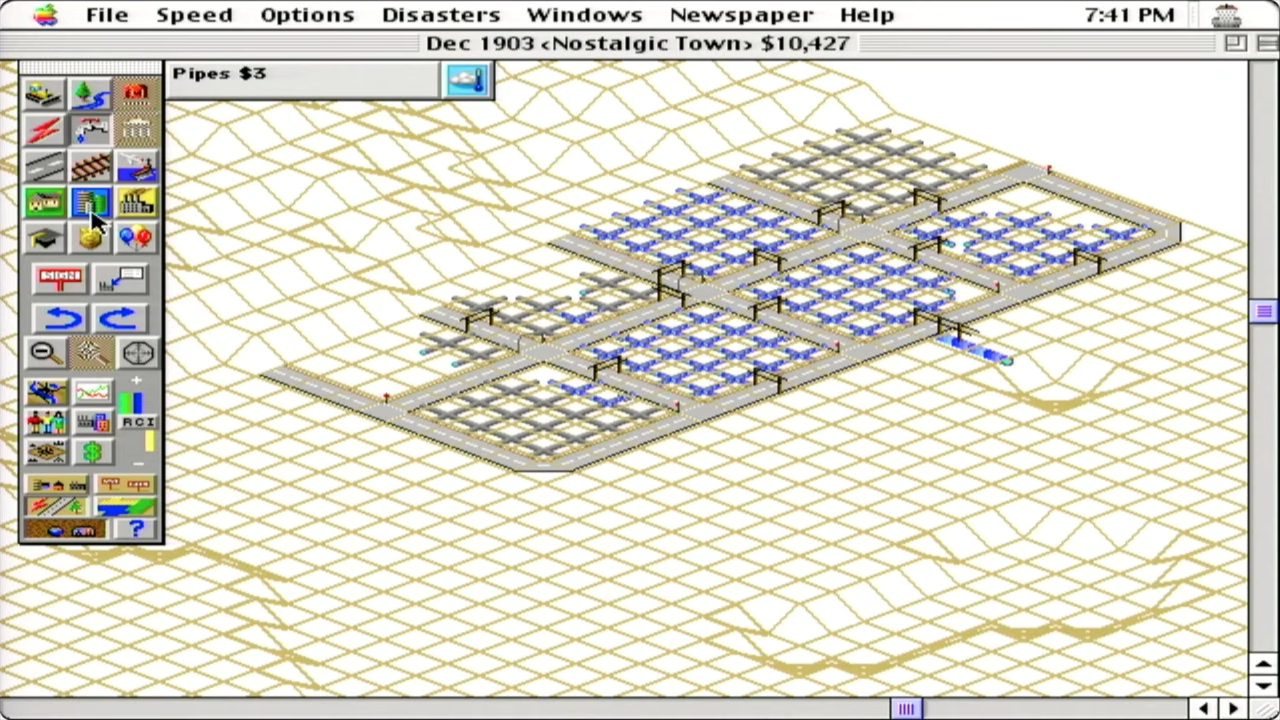 File Speed Options Disasters Windows Newspaper Help 7:41 PM
Dec 1903 <Nostalgic Town> $10,427
Pipes $3
SIGN
R C I
?